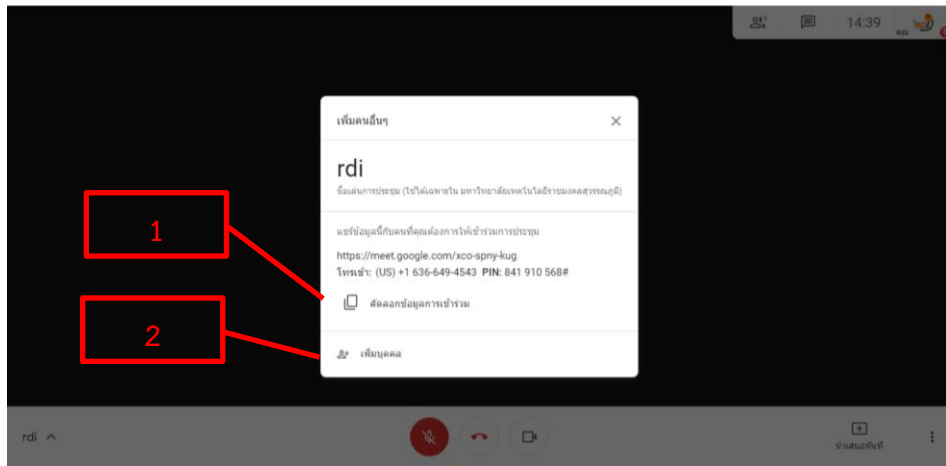 14:39
คุณ
เพิ่มคนอื่นๆ
rdi
ชื่อเล่นการประชุม (ใช้ได้เฉพาะใน มหาวิทยาลัยเทคโนโลยีราชมงคลสุวรรณภูมิ)
แชร์ข้อมูลนี้กับคนที่คุณต้องการให้เข้าร่วมการประชุม
https://meet.google.com/xco-spny-kug
โทรเข้า: (US) +1 636-649-4543 PIN: 841 910 568#
1
คัดลอกข้อมูลการเข้าร่วม
2
เพิ่มบุคคล
rdi
นำเสนอทันที